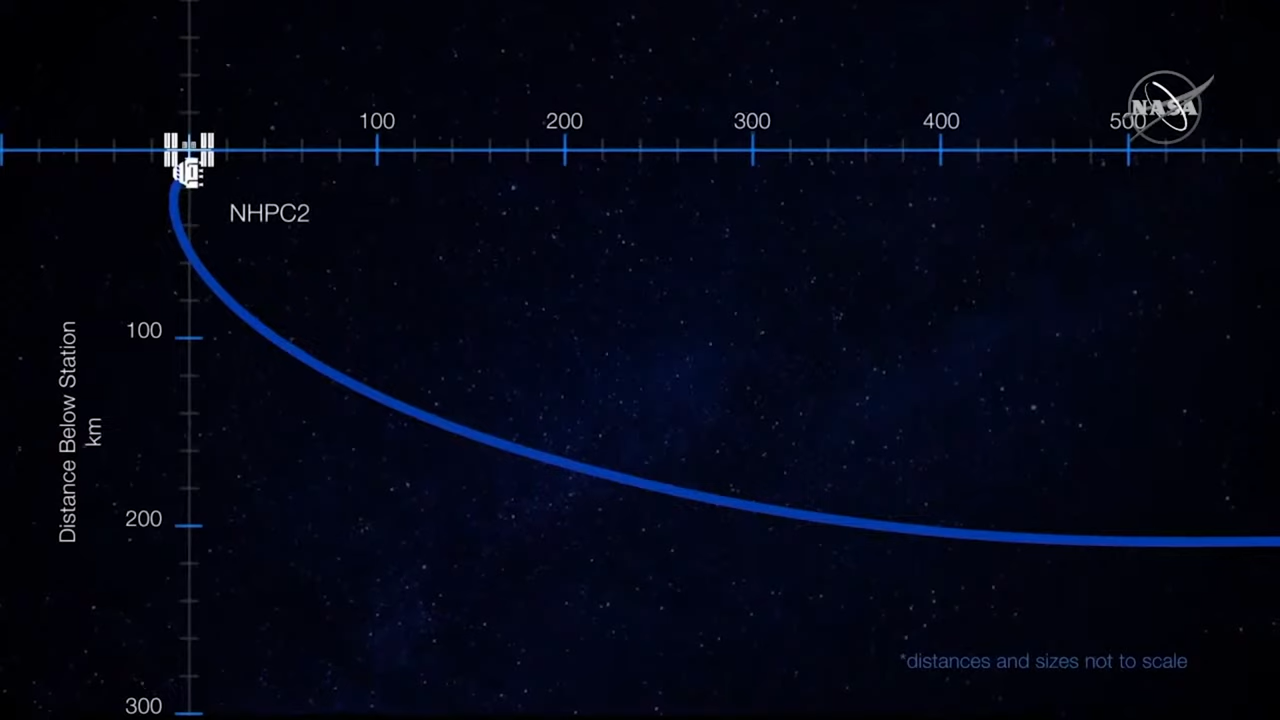 NASA
100 200 300 400 500
NHPC2
100
Distance Below Station
km
200
*distances and sizes not to scale
300